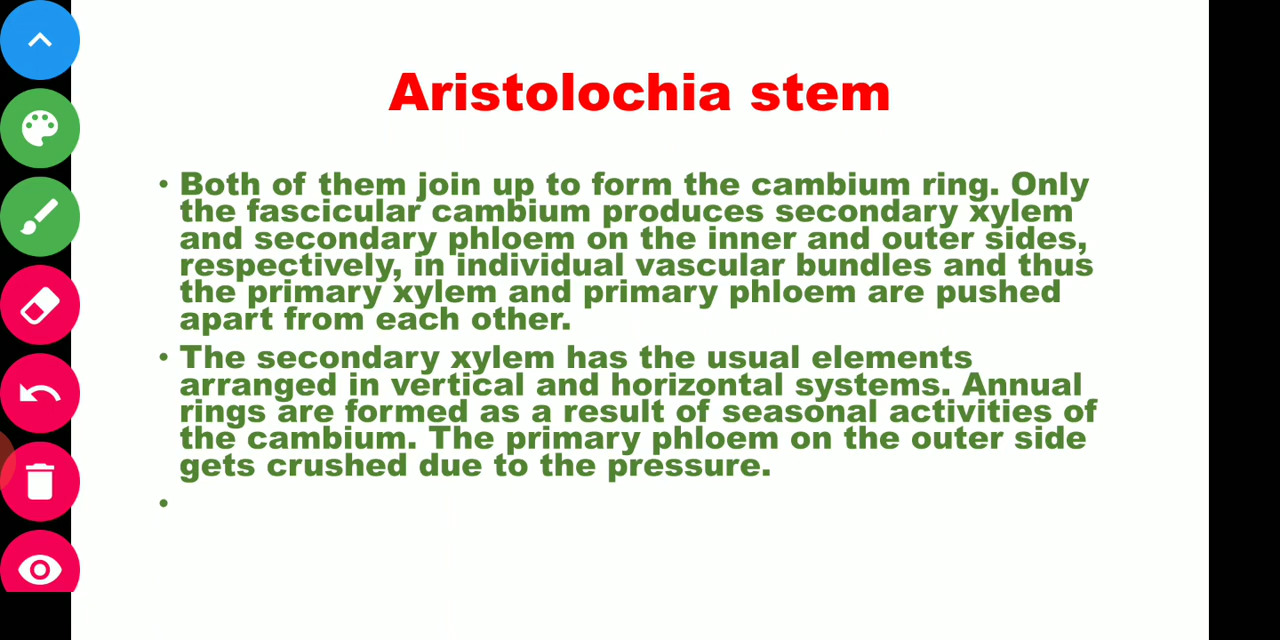 Aristolochia stem
• Both of them join up to form the cambium ring. Only
the fascicular cambium produces secondary xylem
and secondary phloem on the inner and outer sides,
respectively, in individual vascular bundles and thus
the primary xylem and primary phloem are pushed
apart from each other.
• The secondary xylem has the usual elements
arranged in vertical and horizontal systems. Annual
rings are formed as a result of seasonal activities of
the cambium. The primary phloem on the outer side
gets crushed due to the pressure.
•